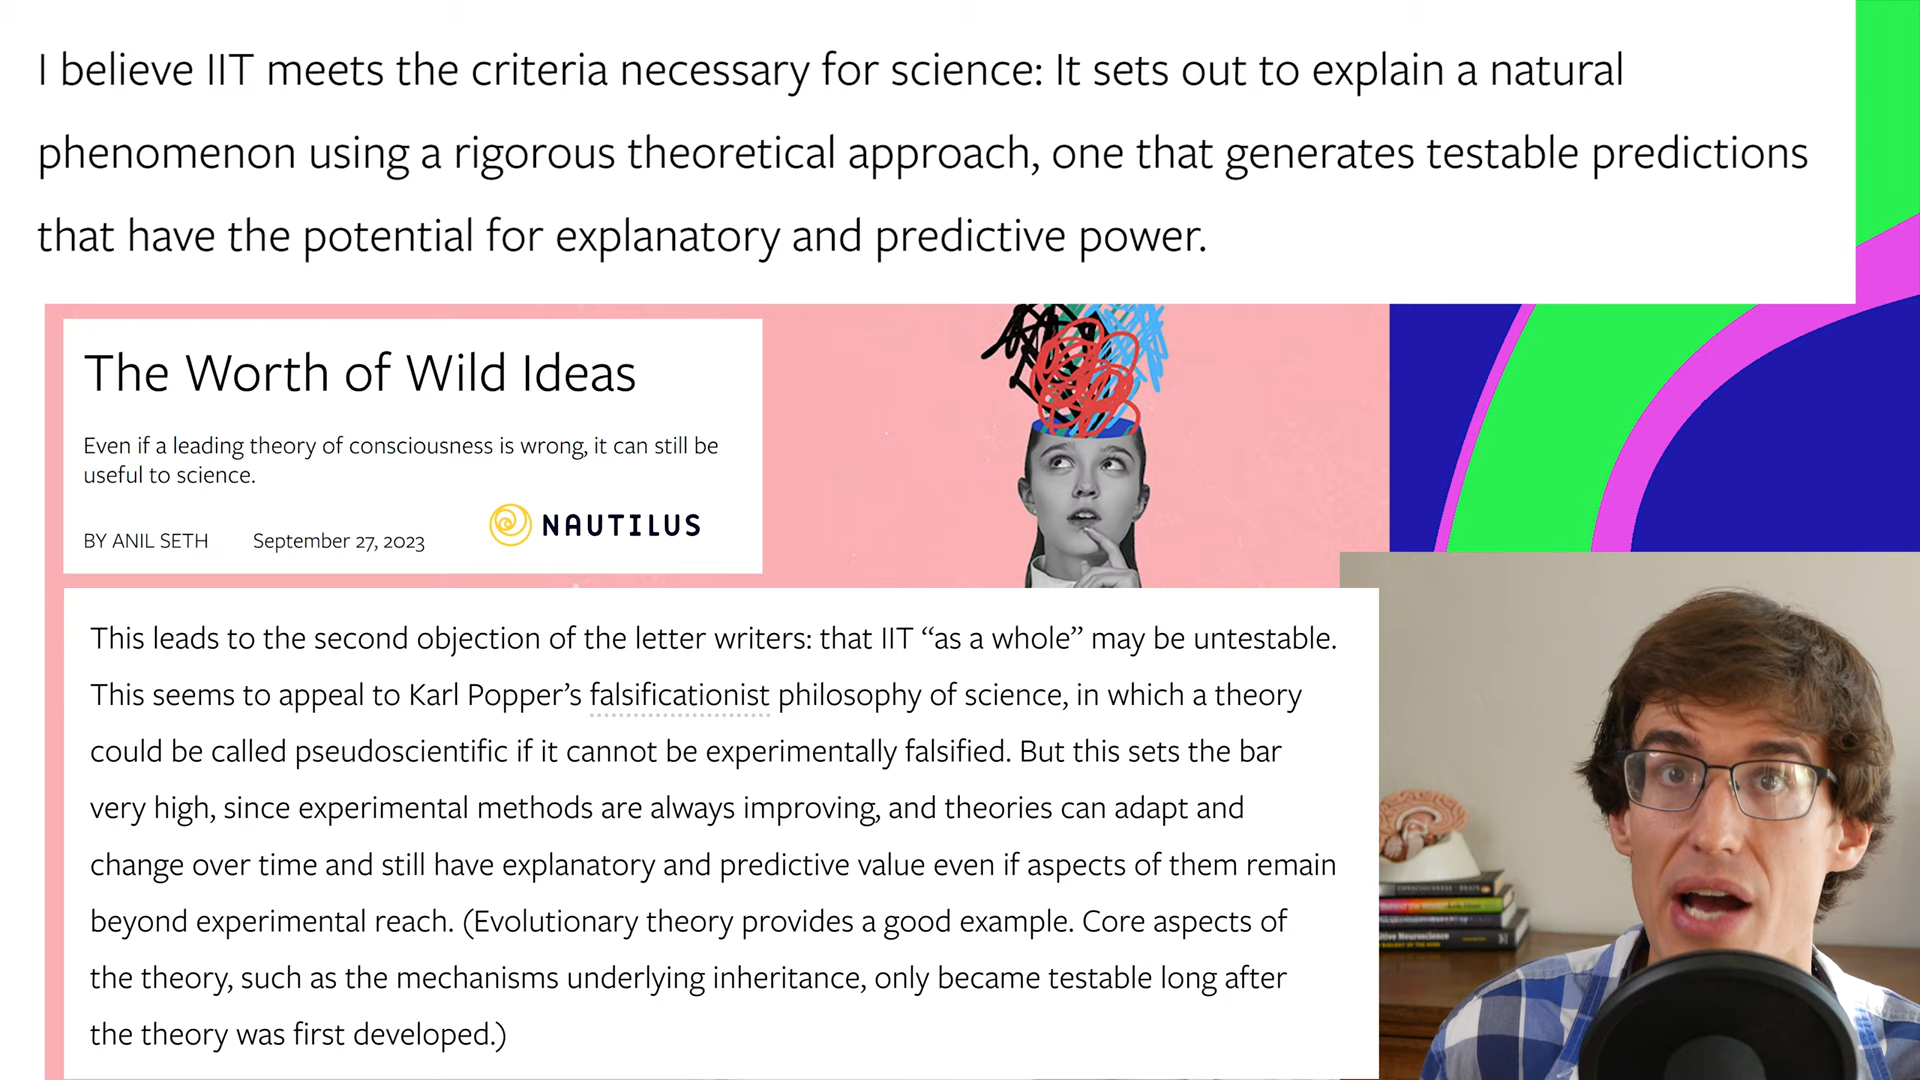 I believe IIT meets the criteria necessary for science: It sets out to explain a natural
phenomenon using a rigorous theoretical approach, one that generates testable predictions
that have the potential for explanatory and predictive power.
The Worth of Wild Ideas
Even if a leading theory of consciousness is wrong, it can still be
useful to science.
BY ANIL SETH September 27, 2023
NAUTILUS
This leads to the second objection of the letter writers: that IIT “as a whole” may be untestable.
This seems to appeal to Karl Popper’s falsificationist philosophy of science, in which a theory
could be called pseudoscientific if it cannot be experimentally falsified. But this sets the bar
very high, since experimental methods are always improving, and theories can adapt and
change over time and still have explanatory and predictive value even if aspects of them remain
beyond experimental reach. (Evolutionary theory provides a good example. Core aspects of
the theory, such as the mechanisms underlying inheritance, only became testable long after
the theory was first developed.)
Neuroscience